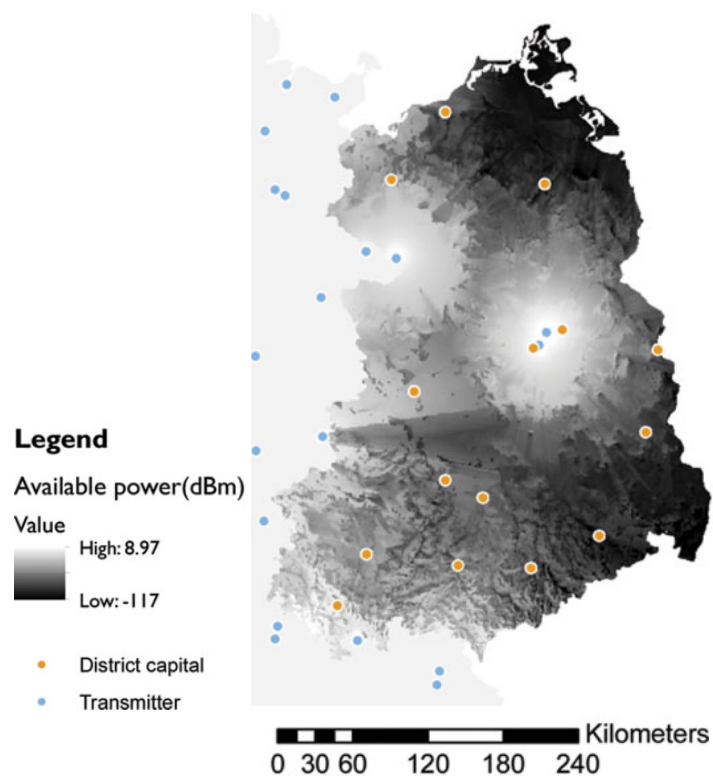 Legend
Available power(dBm)
Value
High: 8.97
Low: -117
District capital
Transmitter
Kilometers
0 30 60 120 180 240